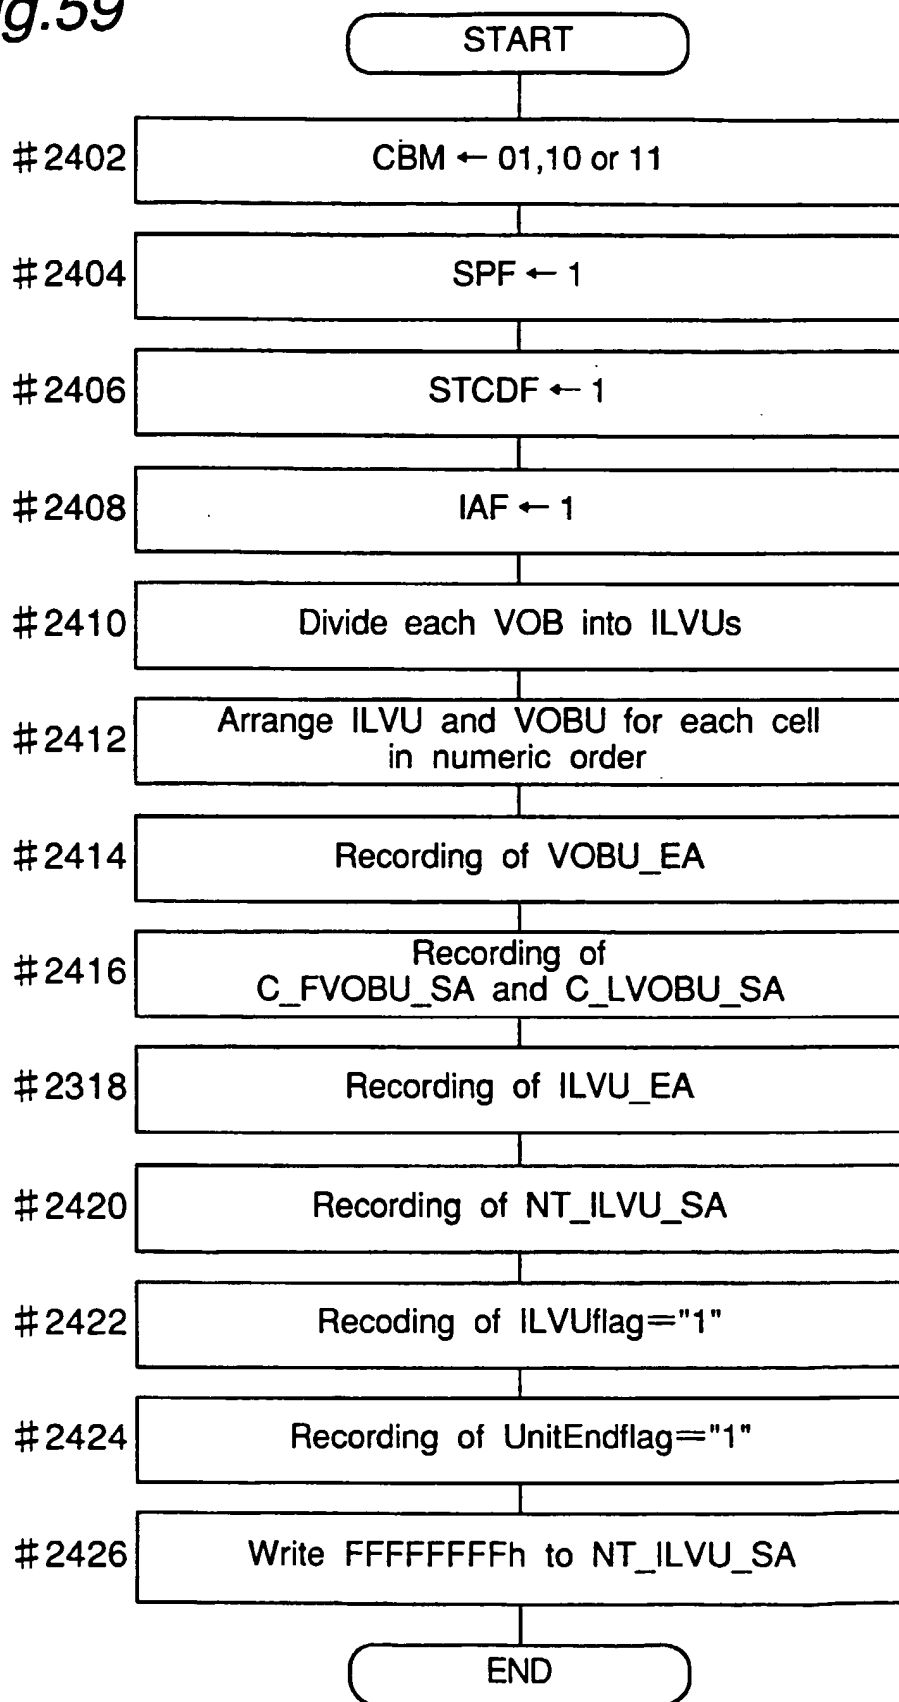 g.59
START
#2402 CBM ← 01,10 or 11
#2404 SPF ← 1
#2406 STCDF ← 1
#2408 IAF ← 1
#2410 Divide each VOB into ILVUs
#2412 Arrange ILVU and VOBU for each cell
in numeric order
#2414 Recording of VOBU_EA
#2416 Recording of
C_FVOBU_SA and C_LVOBU_SA
#2318 Recording of ILVU_EA
#2420 Recording of NT_ILVU_SA
#2422 Recoding of ILVUflag="1"
#2424 Recording of UnitEndflag="1"
#2426 Write FFFFFFFFh to NT_ILVU_SA
END